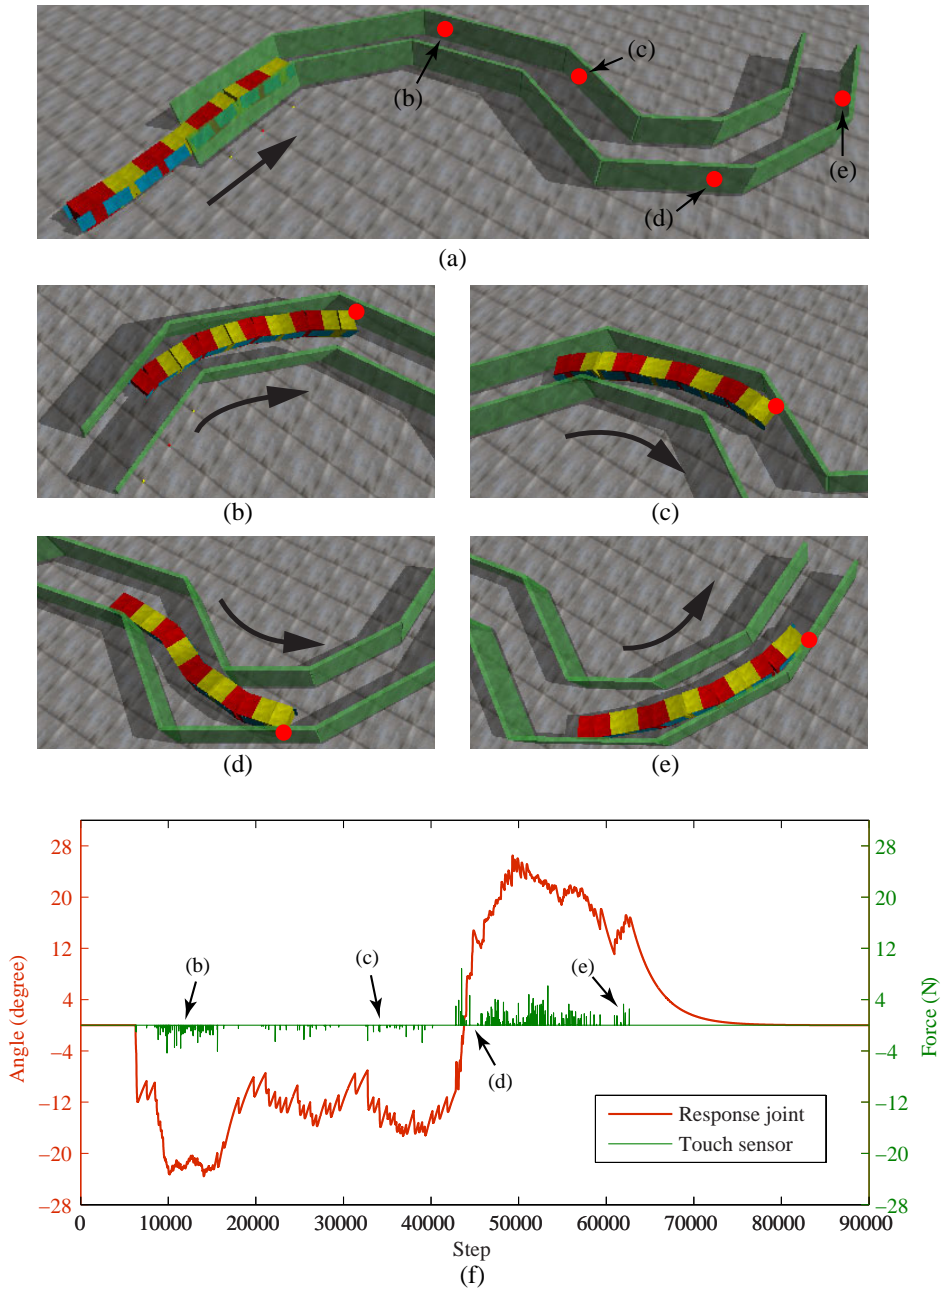 (b)
(c)
(d)
(e)
(a)
(b)
(c)
(d)
(e)
28
20
12
4
−4
−12
−20
−28
Angle (degree)
28
20
12
4
−4
−12
−20
−28
Force (N)
(b)
(c)
(e)
(d)
Response joint
Touch sensor
0
10000
20000
30000
40000
50000
60000
70000
80000
90000
Step
(f)